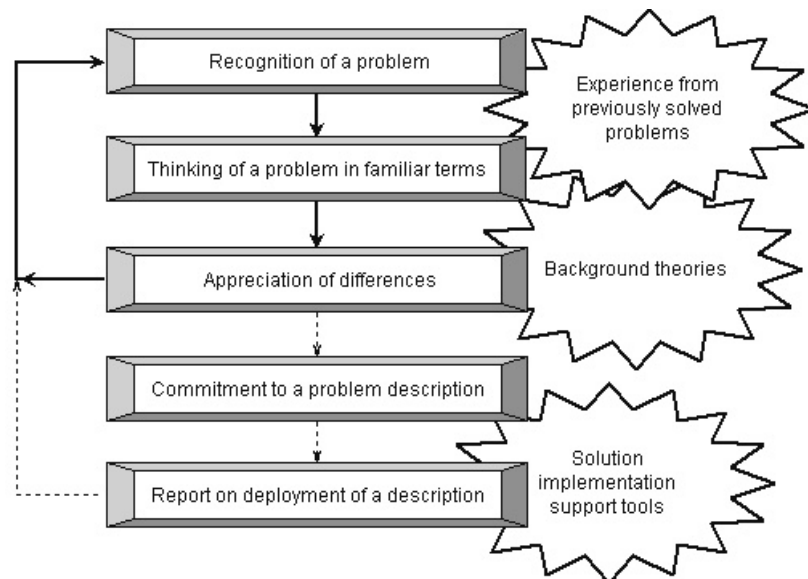 Recognition of a problem
Experience from
previously solved
problems
Thinking of a problem in familiar terms
Background theories
Appreciation of differences
Commitment to a problem description
Solution
implementation
support tools
Report on deployment of a description